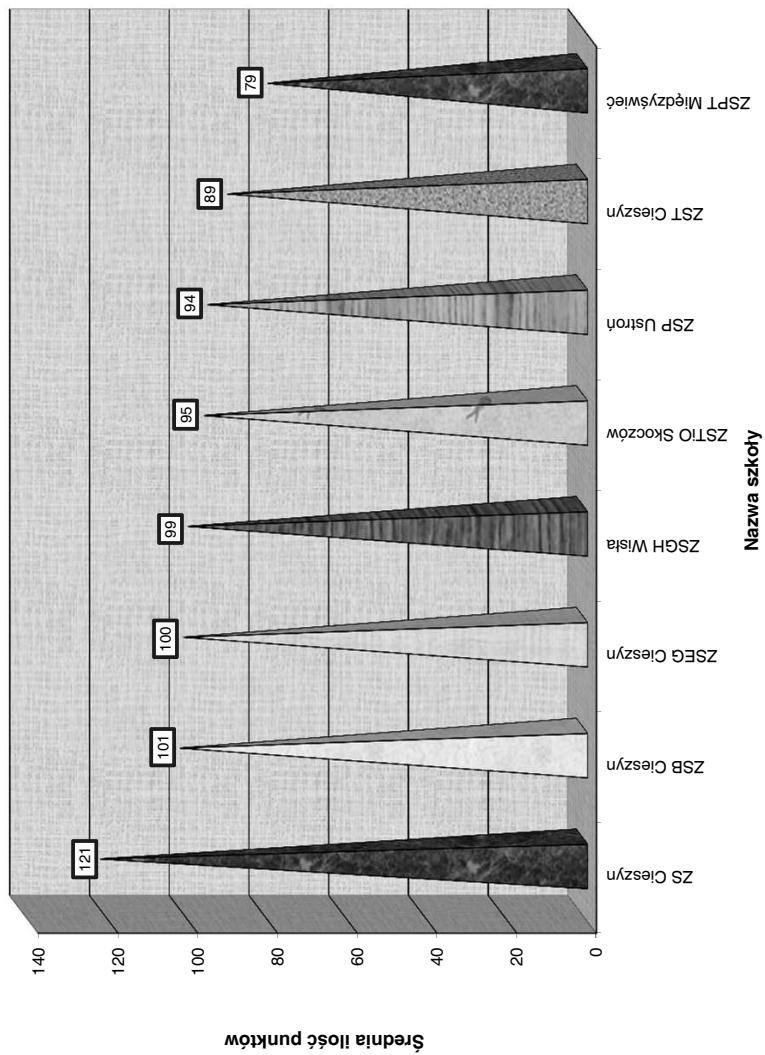 Średnia ilość punktów
140
120
100
80
60
40
20
0
121
101
100
99
95
94
89
79
ZS Cieszyn
ZSB Cieszyn
ZSEG Cieszyn
ZSGH Wisła
ZSTiO Skoczów
ZSP Ustroń
ZST Cieszyn
ZSPT Międzyświeć
Nazwa szkoły